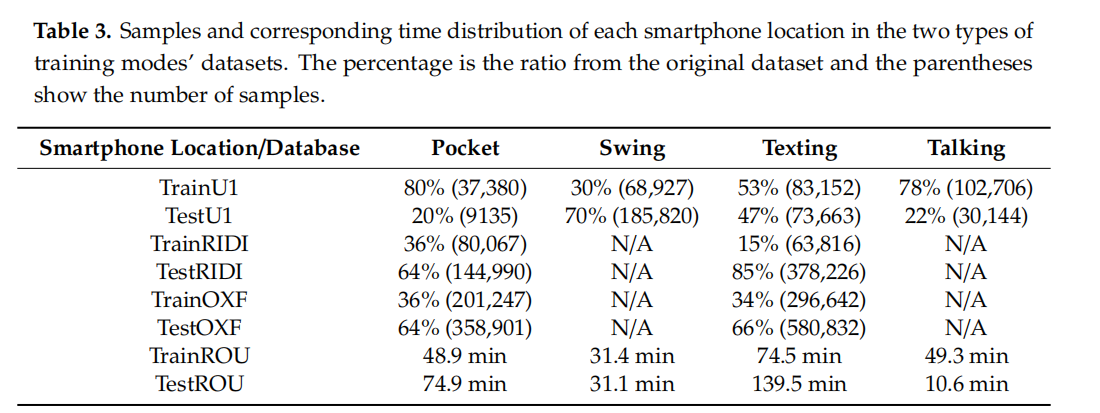 Table 3. Samples and corresponding time distribution of each smartphone location in the two types of
training modes’ datasets. The percentage is the ratio from the original dataset and the parentheses
show the number of samples.
Smartphone Location/Database Pocket Swing Texting Talking
TrainU1 80% (37,380) 30% (68,927) 53% (83,152) 78% (102,706)
TestU1 20% (9135) 70% (185,820) 47% (73,663) 22% (30,144)
TrainRIDI 36% (80,067) N/A 15% (63,816) N/A
TestRIDI 64% (144,990) N/A 85% (378,226) N/A
TrainOXF 36% (201,247) N/A 34% (296,642) N/A
TestOXF 64% (358,901) N/A 66% (580,832) N/A
TrainROU 48.9 min 31.4 min 74.5 min 49.3 min
TestROU 74.9 min 31.1 min 139.5 min 10.6 min